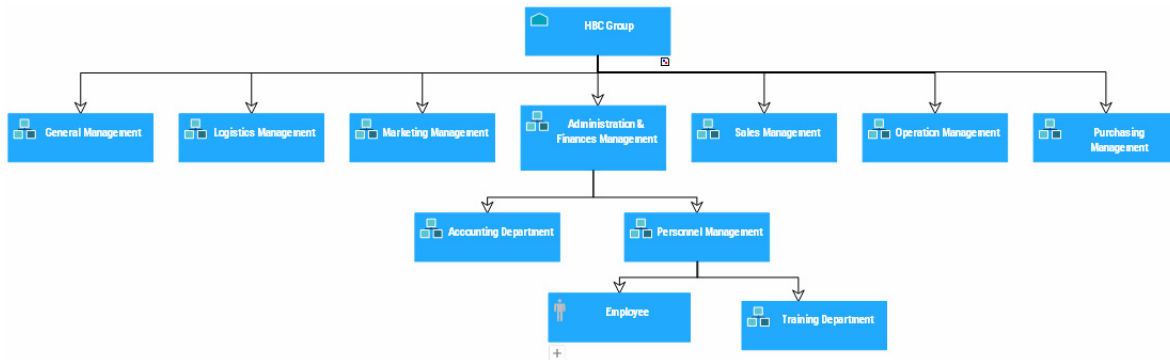 HBC Group
General Management
Logistics Management
Marketing Management
Administration &
Finances Management
Sales Management
Operation Management
Purchasing
Management
Accounting Department
Personnel Management
Employee
Training Department